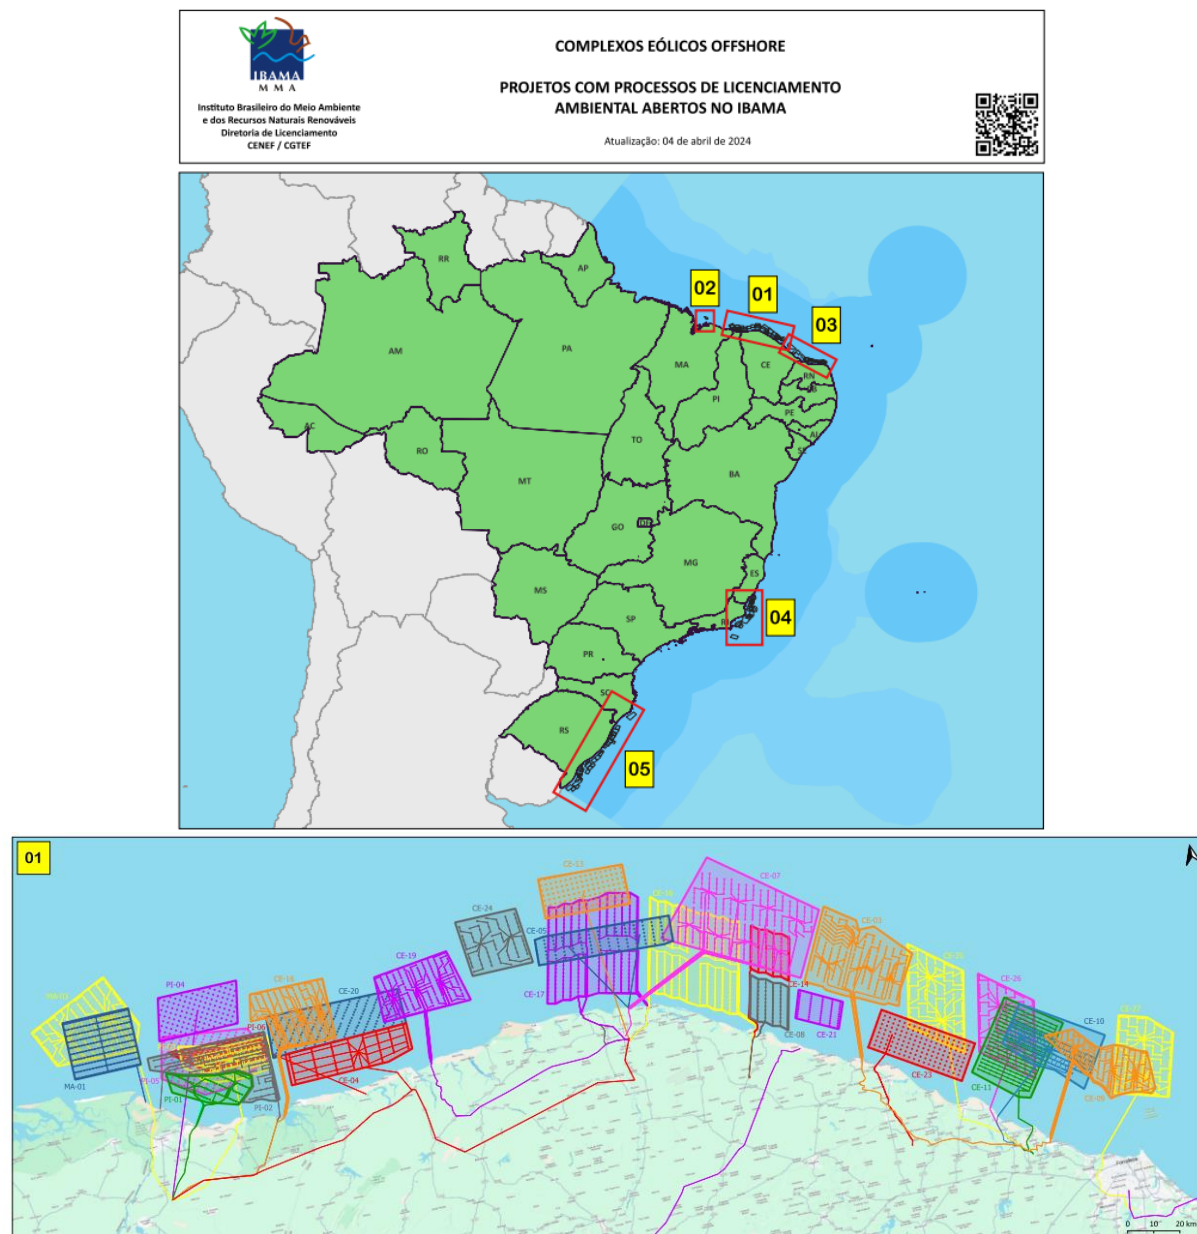 IBAMA
M M A
Instituto Brasileiro do Meio Ambiente
e dos Recursos Naturais Renováveis
Diretoria de Licenciamento
CENEF / CGTEF
COMPLEXOS EÓLICOS OFFSHORE
PROJETOS COM PROCESSOS DE LICENCIAMENTO
AMBIENTAL ABERTOS NO IBAMA
Atualização: 04 de abril de 2024
RR
AP
02
01
03
AM
PA
MA
CE
RN
PI
PE
AL
SE
AC
RO
TO
BA
MT
GO
DF
MG
ES
MS
SP
RJ
04
PR
SC
RS
05
01
CE-13
CE-07
CE-24
CE-05
CE-03
CE-19
CE-17
CE-14
CE-26
PI-04
CE-20
CE-21
CE-10
PI-06
CE-08
MA-01
PI-05
PI-01
PI-02
CE-04
CE-23
CE-11
CE-09
0 10 20 km